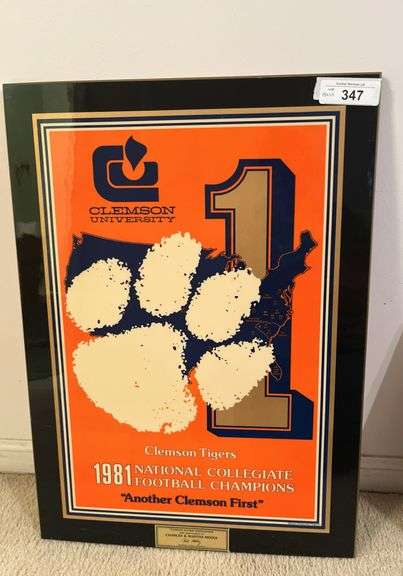 347
1
CLEMSON
UNIVERSITY
Clemson Tigers
1981 NATIONAL COLLEGIATE
FOOTBALL CHAMPIONS
"Another Clemson First"